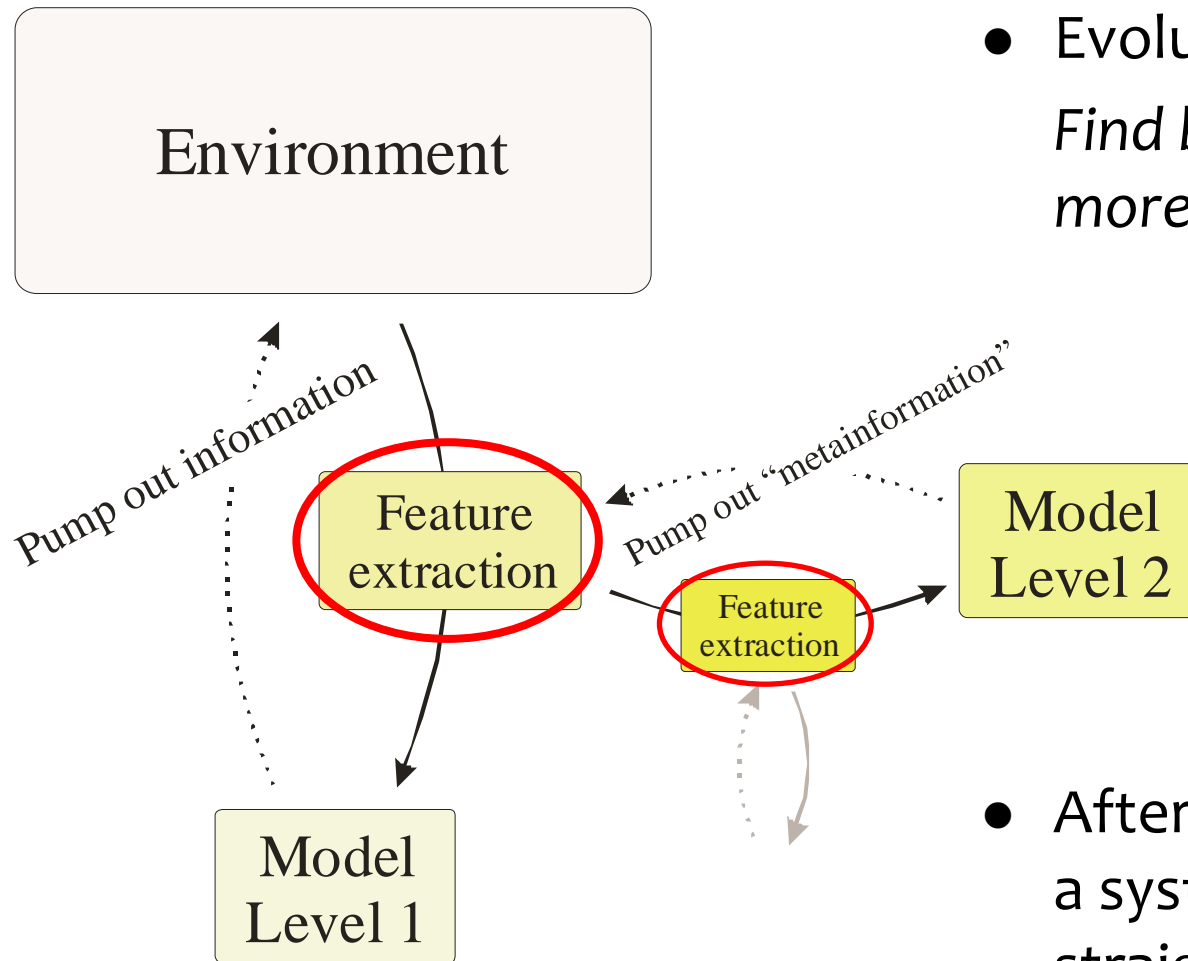 Environment
Pump out information
Feature
extraction
Pump out “metainformation”
Feature
extraction
Model
Level 2
Model
Level 1
● Evolu
Find
more
● After
a syst